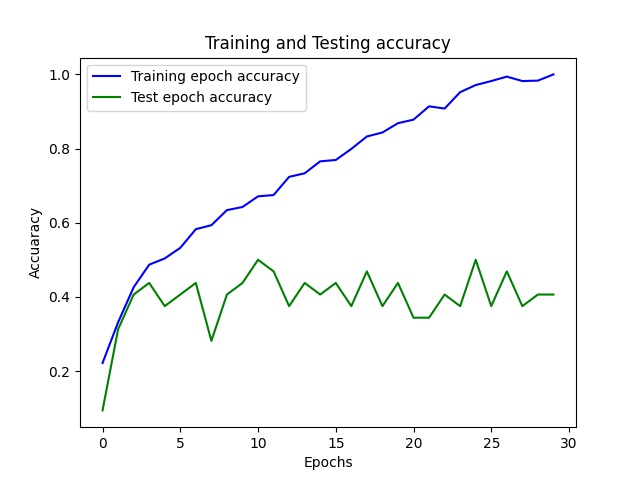 Training and Testing accuracy
Training epoch accuracy
Test epoch accuracy
Accuaracy
1.0
0.8
0.6
0.4
0.2
0 5 10 15 20 25 30
Epochs